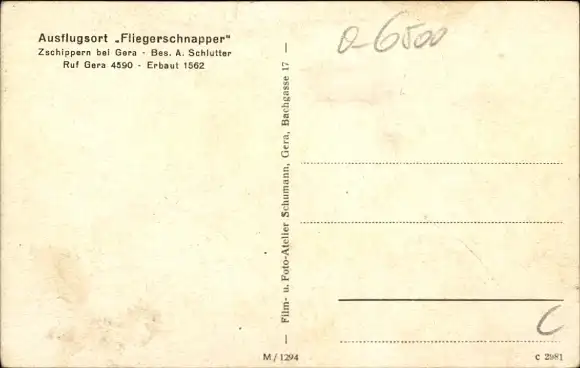 Ausflugsort „Fliegerschnapper"
Zschippern bei Gera - Bes. A. Schlutter
Ruf Gera 4590 - Erbaut 1562
O-6500
— Film- u. Foto-Atelier Schumann, Gera, Bachgasse 17 —
C
M/1294
c 2981